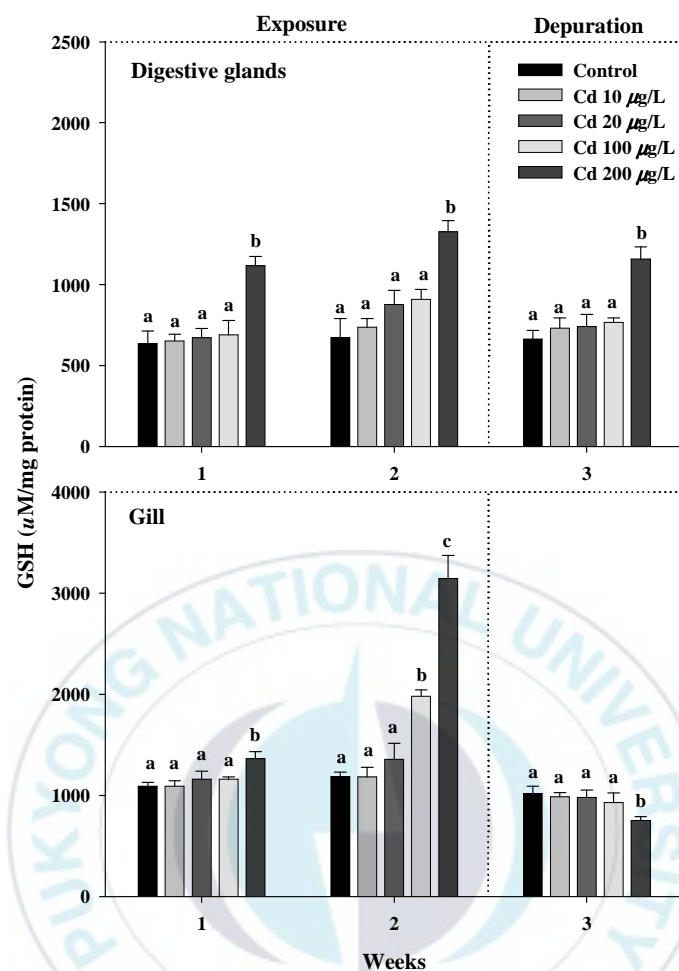 Exposure Depuration
2500
Digestive glands
Control
Cd 10 µg/L
Cd 20 µg/L
Cd 100 µg/L
Cd 200 µg/L
2000
1500
1000
500
0
a a a a b
a a a a b
a a a a b
1 2 3
GSH (uM/mg protein)
4000
Gill
3000
2000
1000
0
a a a a b
a a a b c
a a a a b
1 2 3
Weeks
PUKYONG NATIONAL UNIVERSITY